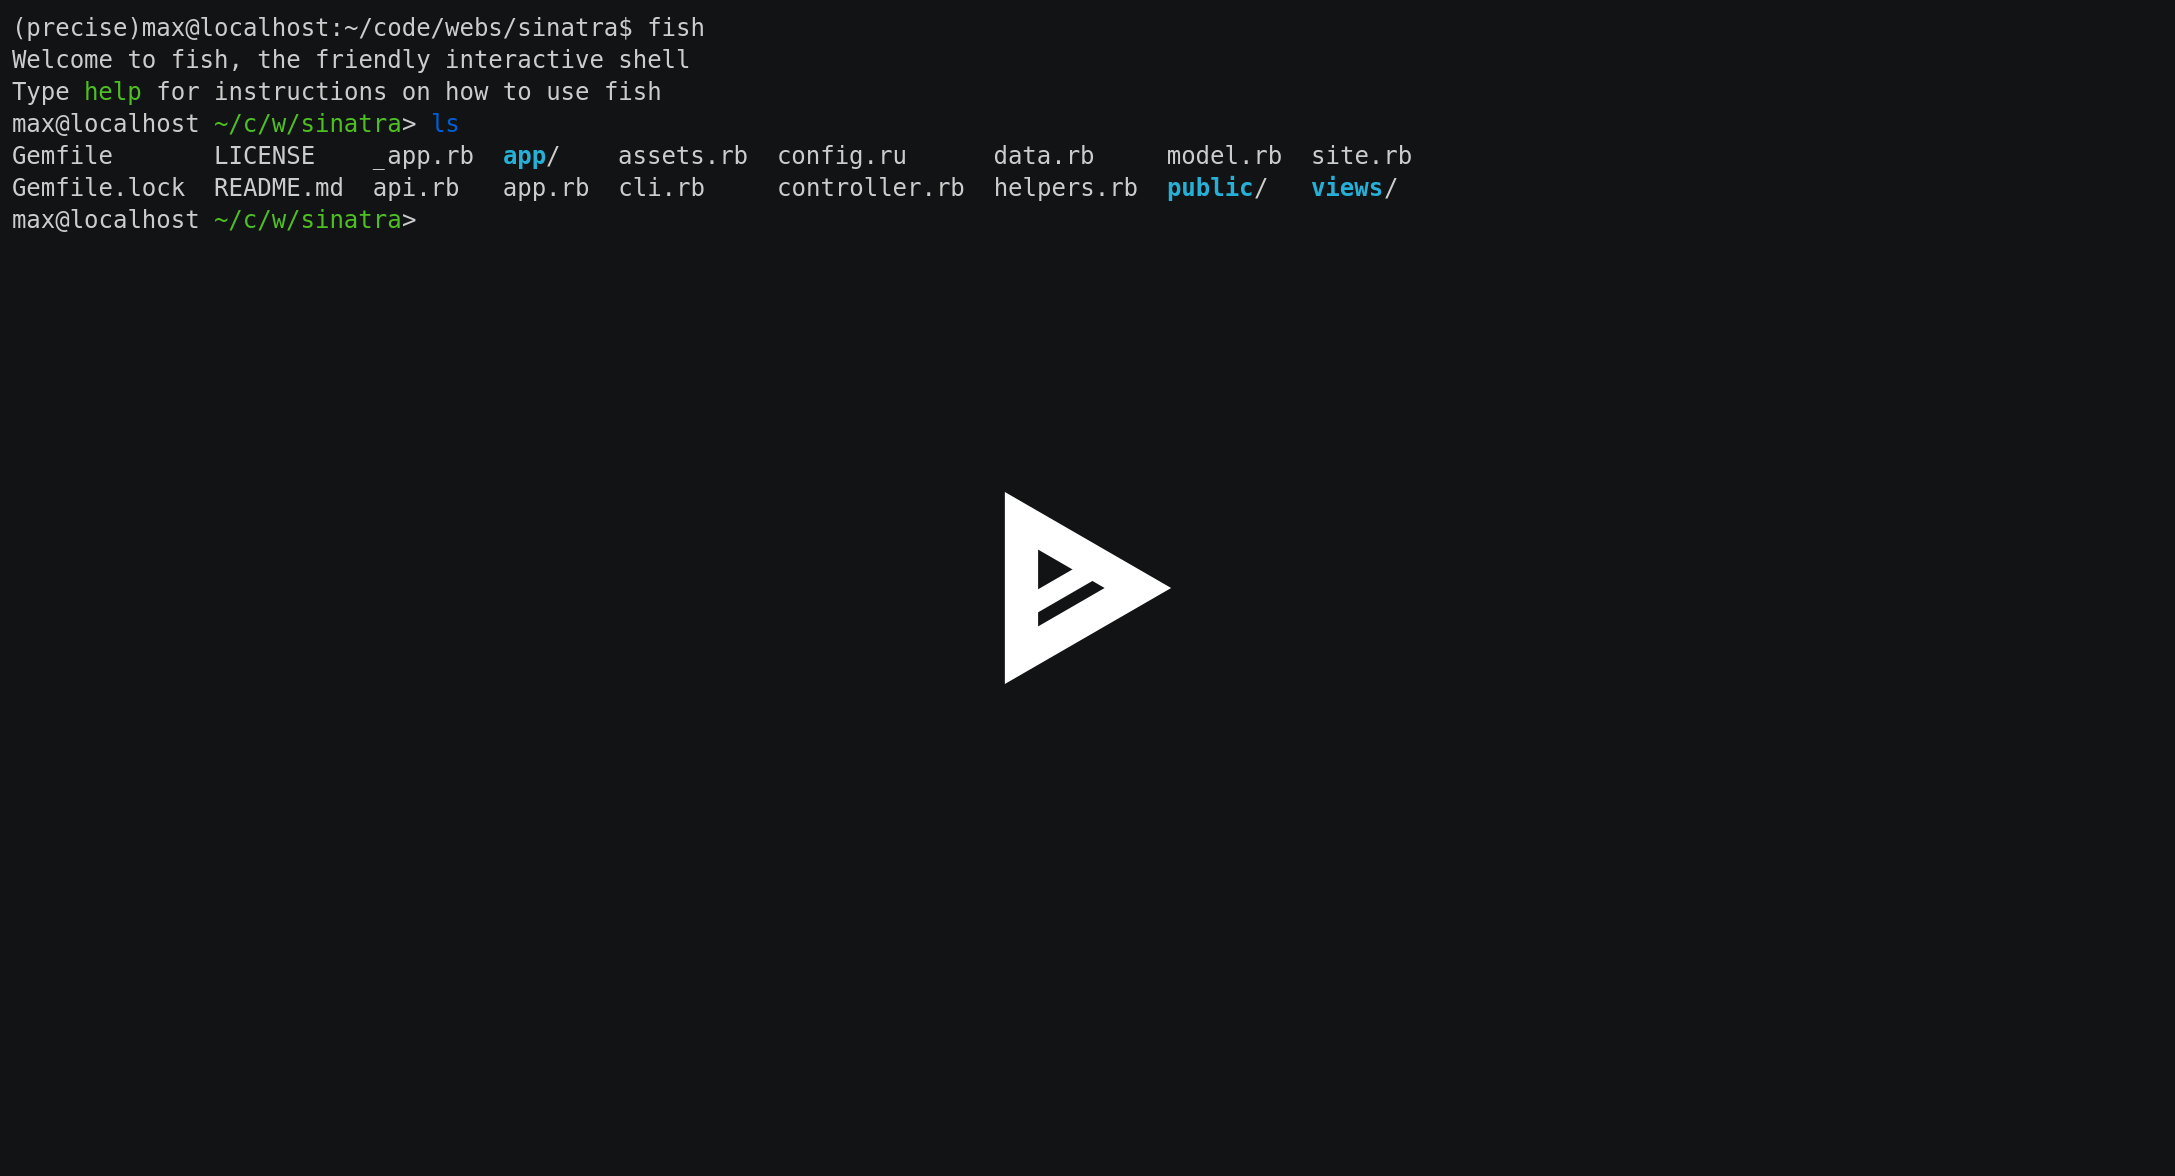 (precise)max@localhost:~/code/webs/sinatra$ fish
Welcome to fish, the friendly interactive shell
Type help for instructions on how to use fish
max@localhost ~/c/w/sinatra> ls
Gemfile       LICENSE    _app.rb  app/    assets.rb  config.ru      data.rb     model.rb  site.rb
Gemfile.lock  README.md  api.rb   app.rb  cli.rb     controller.rb  helpers.rb  public/   views/
max@localhost ~/c/w/sinatra>